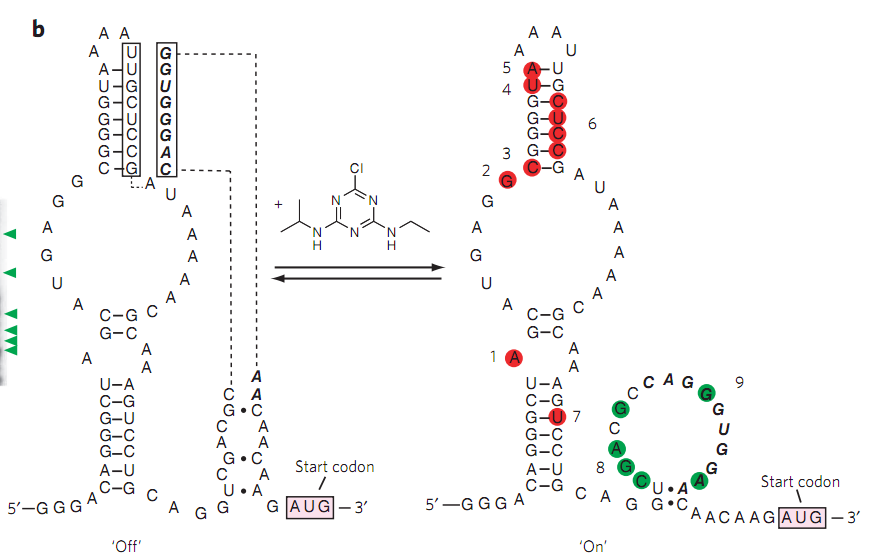 b
A A
A U G
A–U G
U–G U
G–C G
G–U G
G–C G
G–C A
C–G C
G A U
G A
A A
G A
U A
A A
C–G C
G–C
A A
A
U–A
C–G
G–U
G–C
G–C
A–U
A C–G
5'–GGG
C A G G
C A
G•C A
C A
A A
G•C
C A
U•A
G AUG –3'
Start codon
'Off'
+
Cl
N N
N
N N
H H
A A
A U
5 A–U
4 U–G
G–C
G–U 6
G–C
3 G–C
2 C–G
G A U
G A
A A
G A
U A
A C
C–G
G–C
1 A A
A
U–A
C–G
G–U 7
G–C
G–C
A–U
A C–G
5'–GGG
C A G G
8
C A G C G C C A G G G U G G A A
9
U•A
G•C
AACAAG AUG –3'
Start codon
'On'